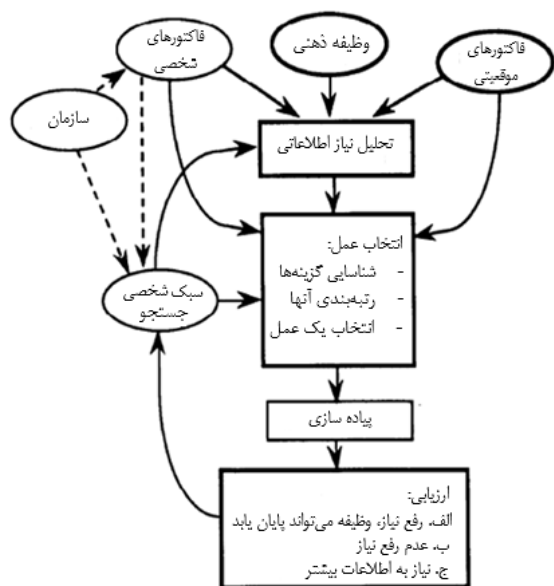 فاکتورهای
شخصی
وظیفه ذهنی
فاکتورهای
موقعیتی
سازمان
تحلیل نیاز اطلاعاتی
انتخاب عمل:
- شناسایی گزینه‌ها
- رتبه‌بندی آنها
- انتخاب یک عمل
سبک شخصی
جستجو
پیاده سازی
ارزیابی:
الف. رفع نیاز، وظیفه می‌تواند پایان یابد
ب. عدم رفع نیاز
ج. نیاز به اطلاعات بیشتر